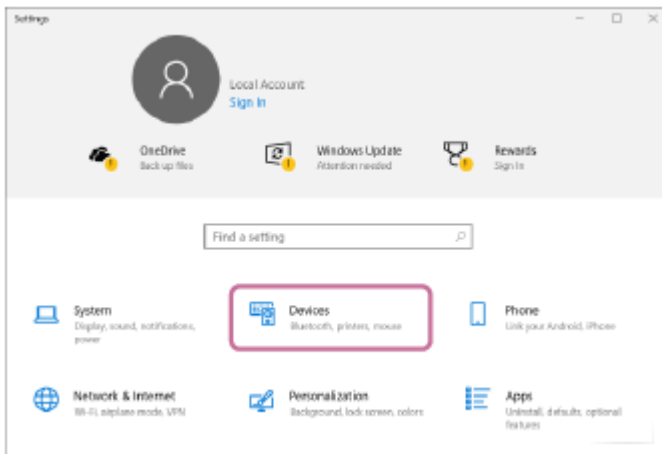 Settings
Local Account
Sign In
OneDrive
Back up files
Windows Update
Attention needed
Rewards
Sign In
Find a setting
System
Display, sound, notifications,
power
Devices
Bluetooth, printers, mouse
Phone
Link your Android, iPhone
Network & Internet
Wi-Fi, airplane mode, VPN
Personalization
Background, lock screen, colors
Apps
Uninstall, defaults, optional
features